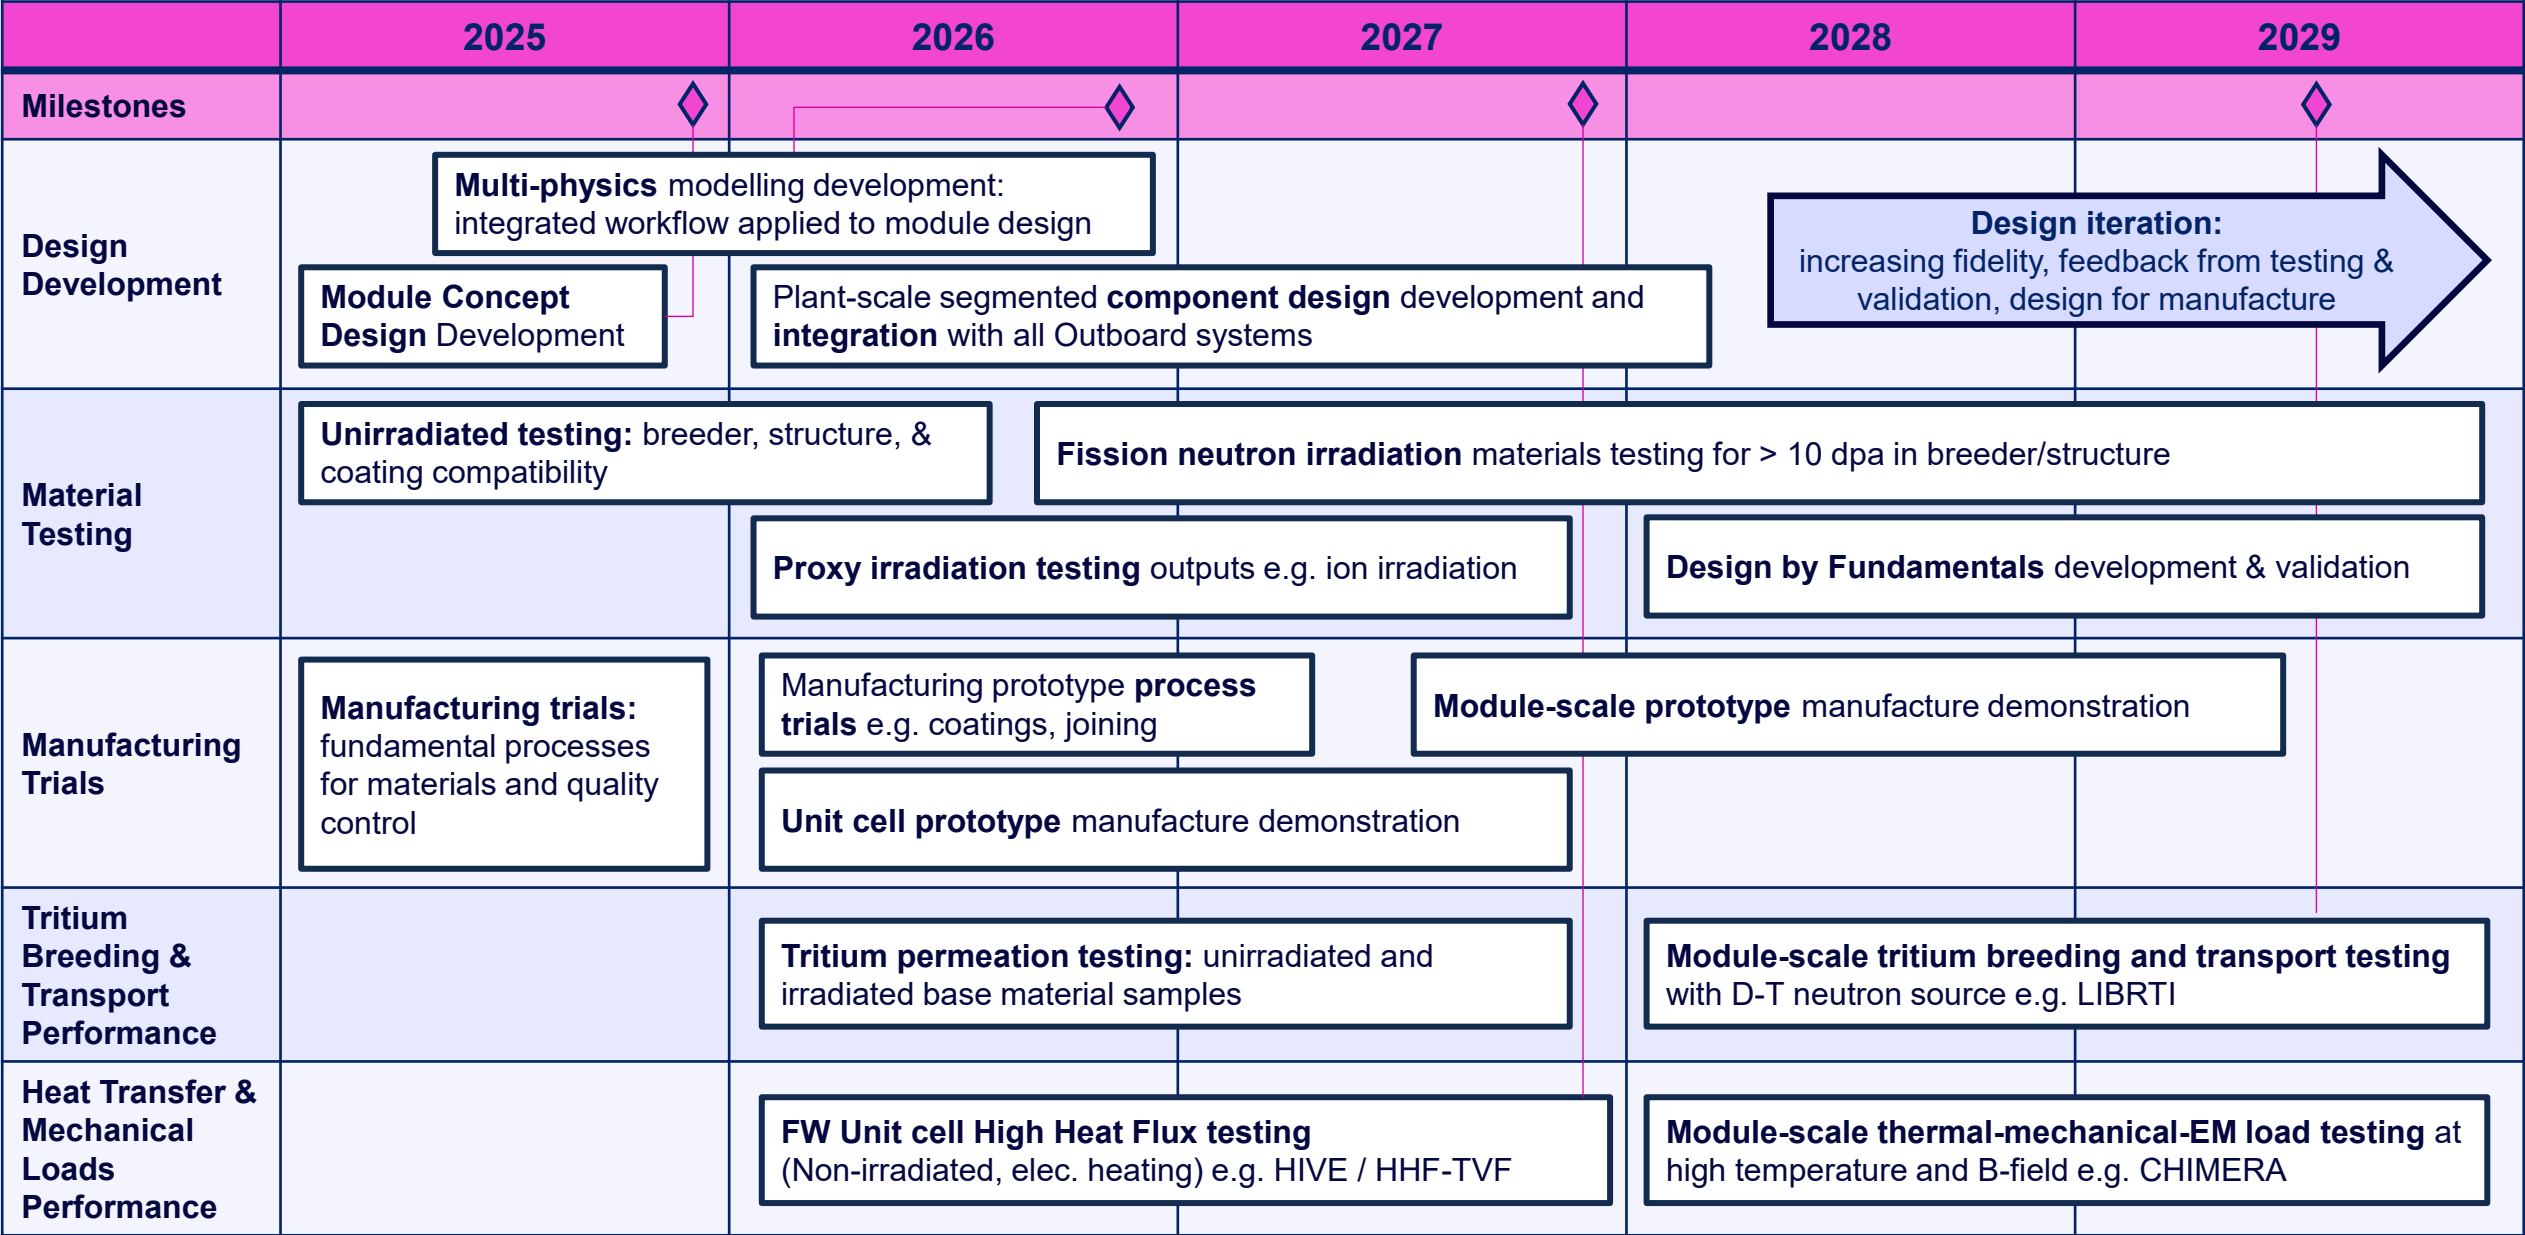 2025
2026
2027
2028
2029
Milestones
Design
Development
Multi-physics modelling development:
integrated workflow applied to module design
Module Concept
Design Development
Plant-scale segmented component design development and
integration with all Outboard systems
Design iteration:
increasing fidelity, feedback from testing &
validation, design for manufacture
Material
Testing
Unirradiated testing: breeder, structure, &
coating compatibility
Fission neutron irradiation materials testing for > 10 dpa in breeder/structure
Proxy irradiation testing outputs e.g. ion irradiation
Design by Fundamentals development & validation
Manufacturing
Trials
Manufacturing trials:
fundamental processes
for materials and quality
control
Manufacturing prototype process
trials e.g. coatings, joining
Module-scale prototype manufacture demonstration
Unit cell prototype manufacture demonstration
Tritium
Breeding &
Transport
Performance
Tritium permeation testing: unirradiated and
irradiated base material samples
Module-scale tritium breeding and transport testing
with D-T neutron source e.g. LIBRTI
Heat Transfer &
Mechanical
Loads
Performance
FW Unit cell High Heat Flux testing
(Non-irradiated, elec. heating) e.g. HIVE / HHF-TVF
Module-scale thermal-mechanical-EM load testing at
high temperature and B-field e.g. CHIMERA